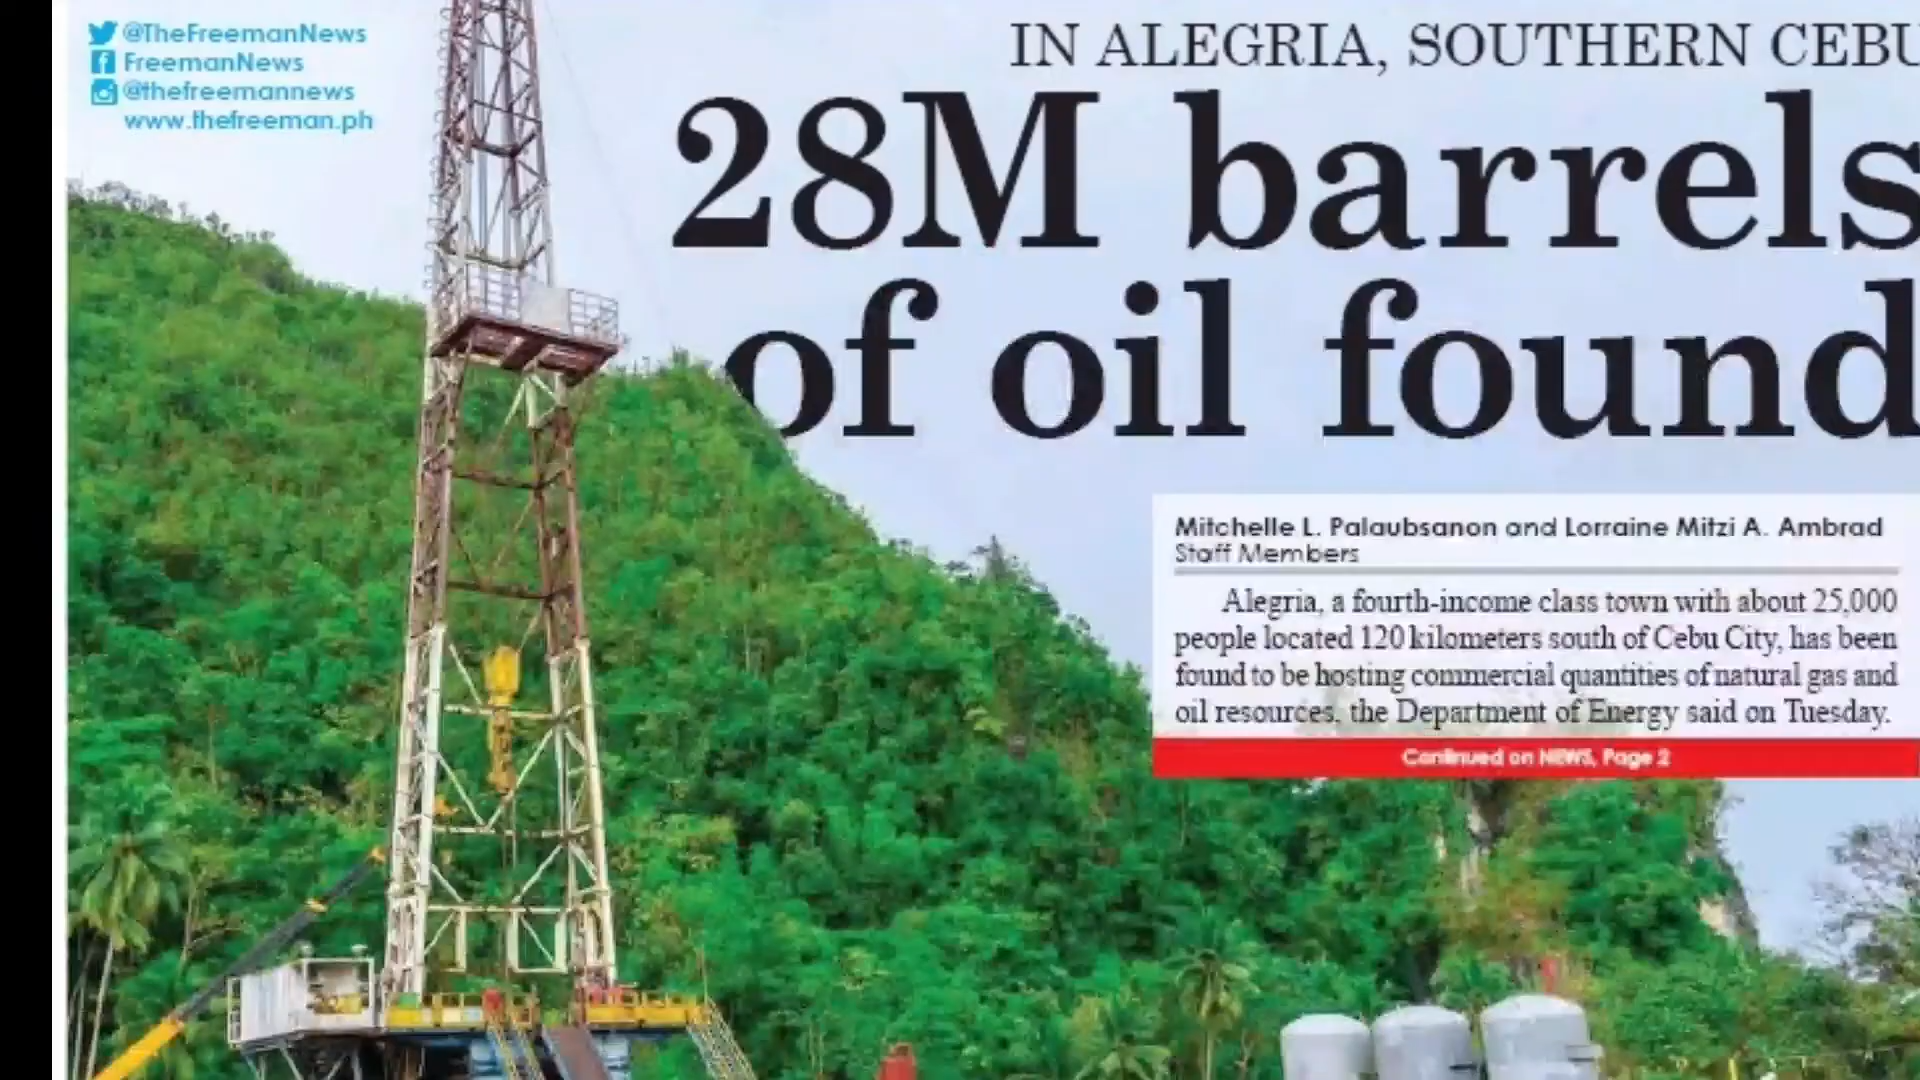 @TheFreemanNews
FreemanNews
@thefreemannews
www.thefreeman.ph
IN ALEGRIA, SOUTHERN CEBU
28M barrels
of oil found
Mitchelle L. Palaubsanon and Lorraine Mitzi A. Ambrad
Staff Members
Alegria, a fourth-income class town with about 25,000
people located 120 kilometers south of Cebu City, has been
found to be hosting commercial quantities of natural gas and
oil resources, the Department of Energy said on Tuesday.
Continued on NEWS, Page 2